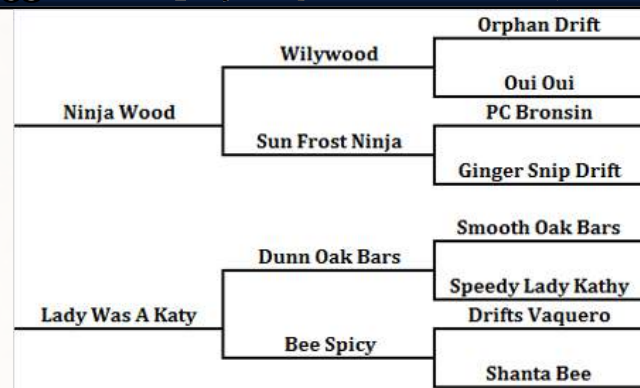 Orphan Drift
Wilywood
Oui Oui
Ninja Wood
PC Bronsin
Sun Frost Ninja
Ginger Snip Drift
Smooth Oak Bars
Dunn Oak Bars
Speedy Lady Kathy
Lady Was A Katy
Drifts Vaquero
Bee Spicy
Shanta Bee